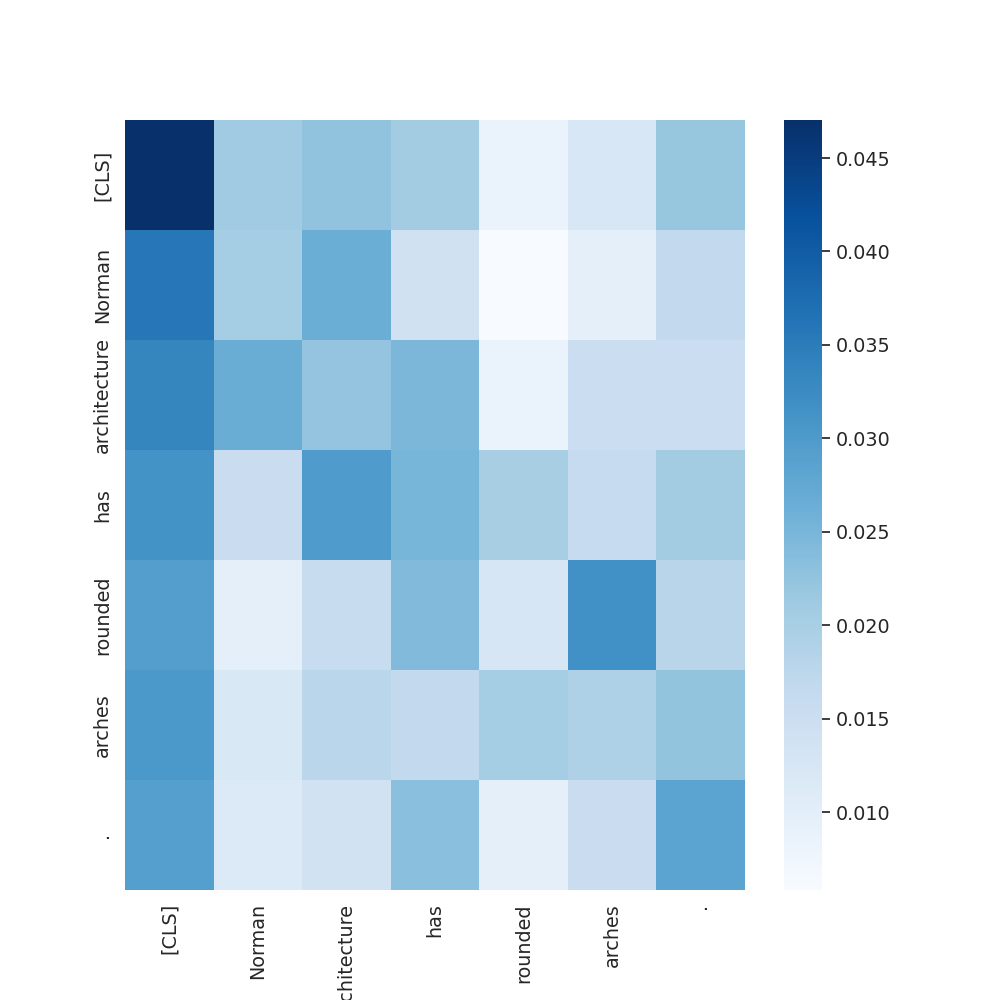 [CLS]
Norman
architecture
has
rounded
arches
.
0.045
0.040
0.035
0.030
0.025
0.020
0.015
0.010
[CLS]
Norman
chitecture
has
rounded
arches
.